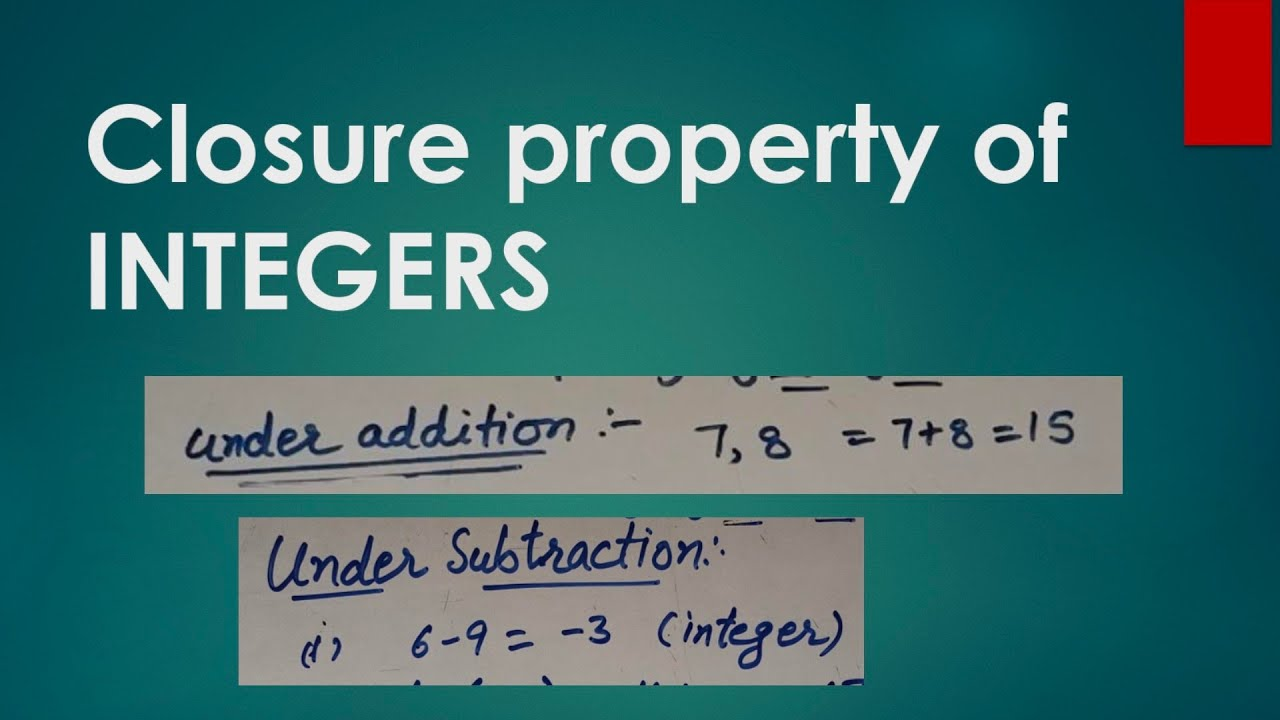 Closure property of
INTEGERS
under addition :- 7, 8 = 7+8 = 15
Under Subtraction:
(i) 6-9 = -3 (integer)